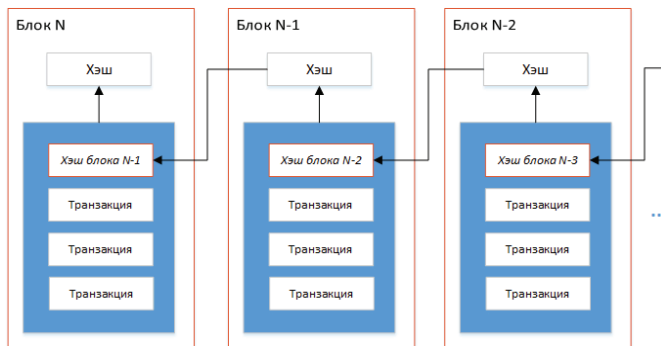 Блок N
Хэш
Хэш блока N-1
Транзакция
Транзакция
Транзакция
Блок N-1
Хэш
Хэш блока N-2
Транзакция
Транзакция
Транзакция
Блок N-2
Хэш
Хэш блока N-3
Транзакция
Транзакция
Транзакция
..